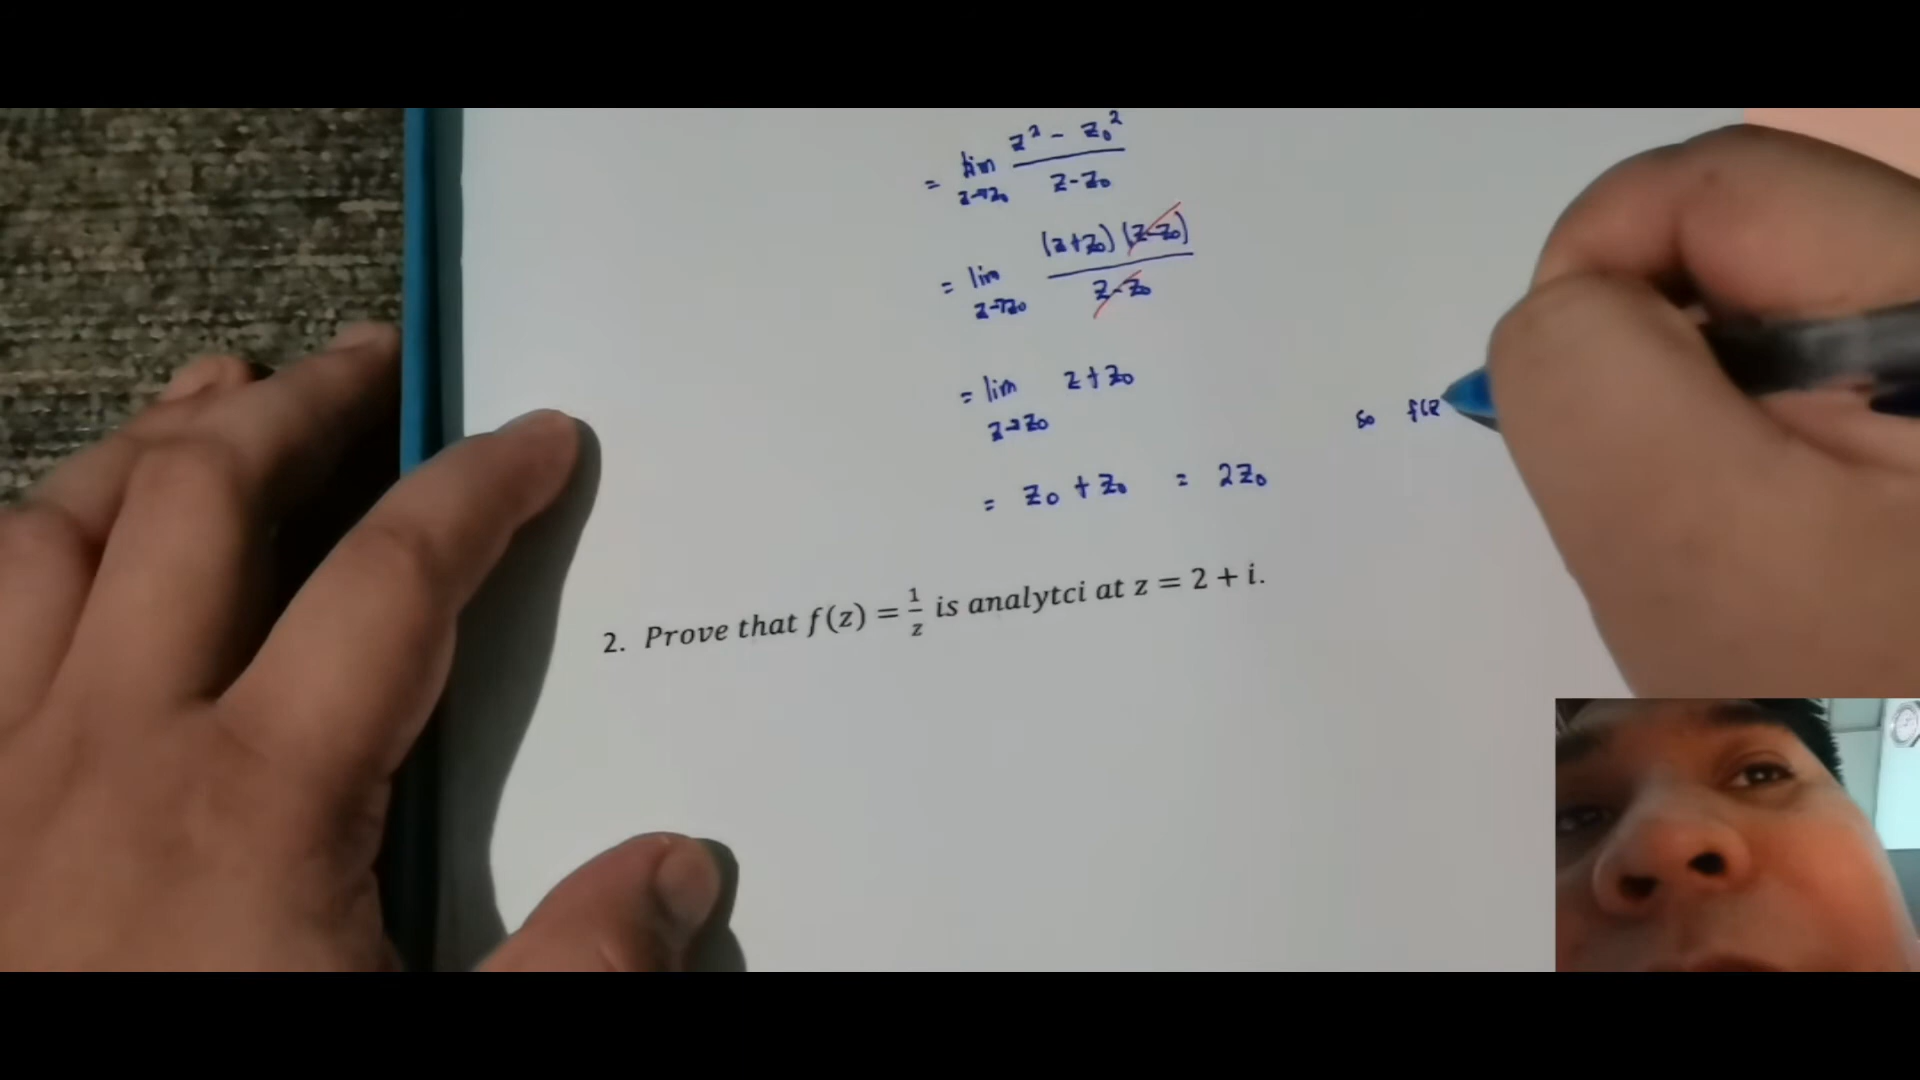 = lim z² - z₀² / z - z₀
z→z₀
= lim (z+z₀) (z-z₀) / z-z₀
z→z₀
= lim z+z₀
z→z₀
so f(z
= z₀ + z₀ = 2z₀
2. Prove that f(z) = 1/z is analytci at z = 2 + i.